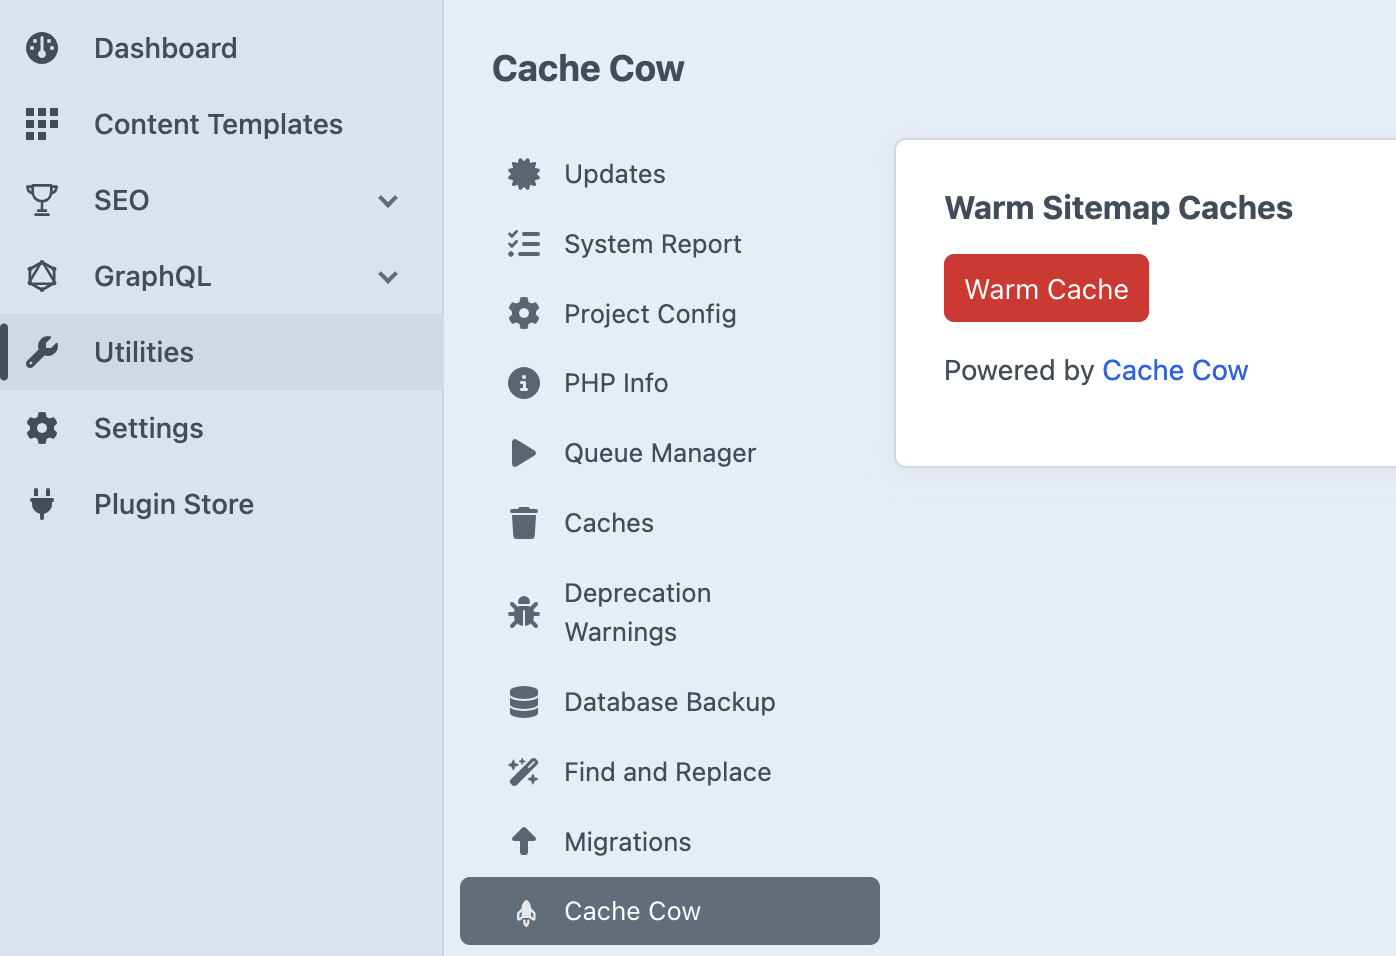 Dashboard
Content Templates
SEO
GraphQL
Utilities
Settings
Plugin Store
Cache Cow
Updates
System Report
Project Config
PHP Info
Queue Manager
Caches
Deprecation
Warnings
Database Backup
Find and Replace
Migrations
Cache Cow
Warm Sitemap Caches
Warm Cache
Powered by Cache Cow